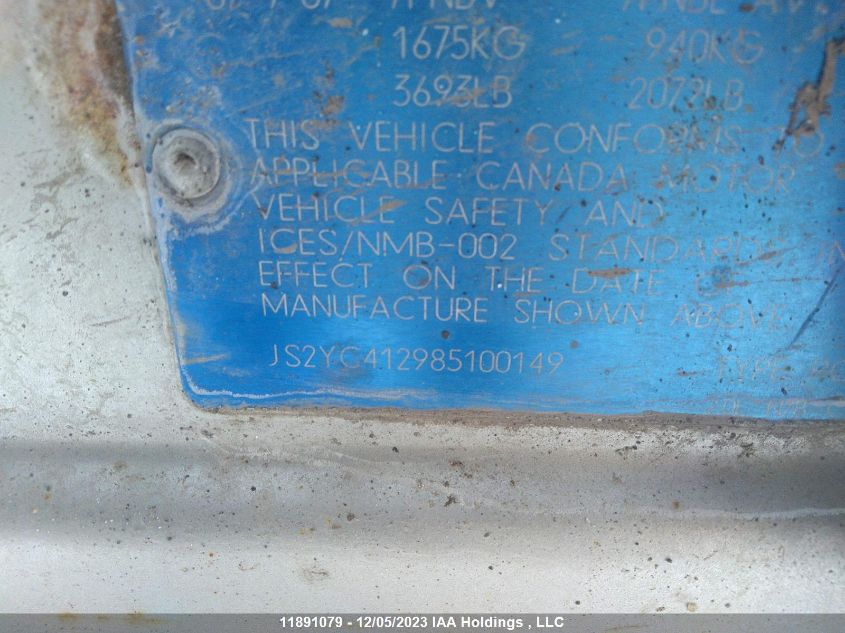 1675KG 940KG
3693LB 2072LB
THIS VEHICLE CONFORMS TO
APPLICABLE CANADA MOTOR
VEHICLE SAFETY AND
ICES/NMB-002 STANDARDS IN
EFFECT ON THE DATE
MANUFACTURE SHOWN ABOVE
JS2YC412985100149 TYPE:
11891079 - 12/05/2023 IAA Holdings , LLC